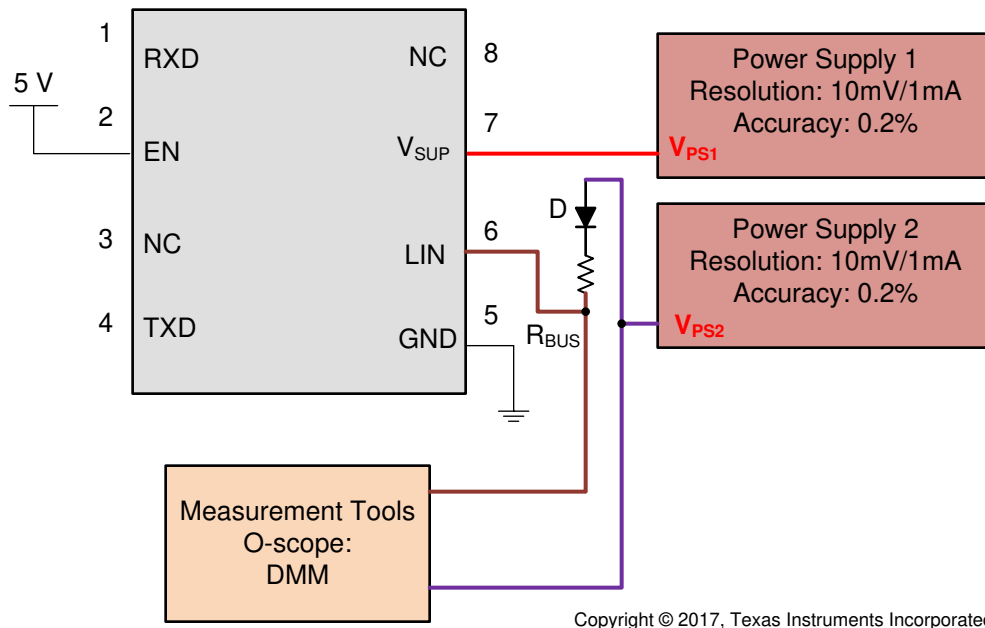 1
RXD
NC
8
5 V
2
EN
7
VSUP
3
NC
6
LIN
4
TXD
5
GND
D
RBUS
Power Supply 1
Resolution: 10mV/1mA
Accuracy: 0.2%
VPS1
Power Supply 2
Resolution: 10mV/1mA
Accuracy: 0.2%
VPS2
Measurement Tools
O-scope:
DMM
Copyright © 2017, Texas Instruments Incorporated